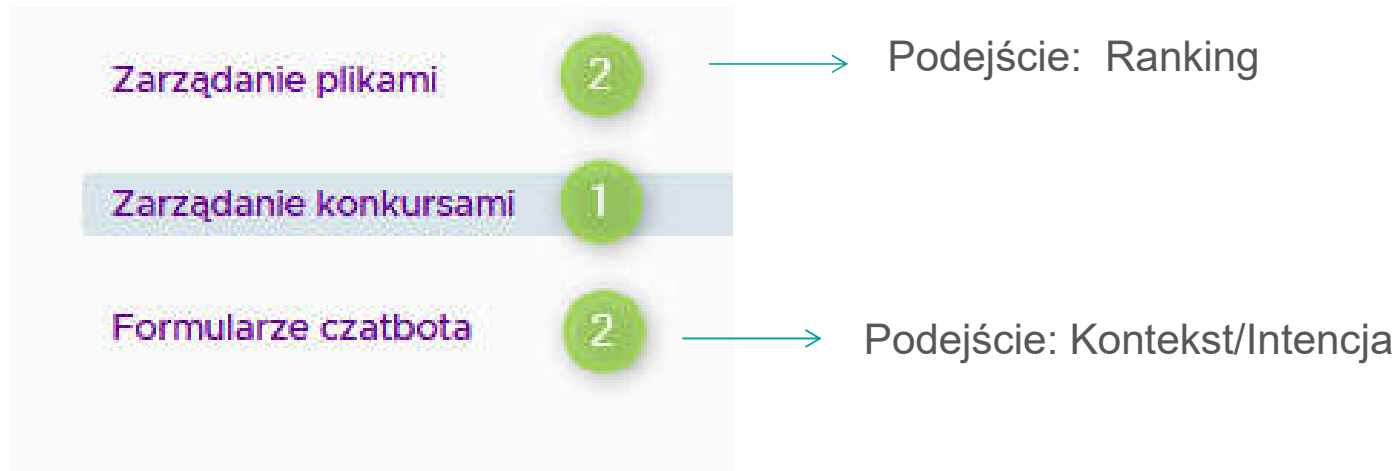 Zarządanie plikami 2 Podejście: Ranking
Zarządanie konkursami 1
Formularze czatbota 2 Podejście: Kontekst/Intencja